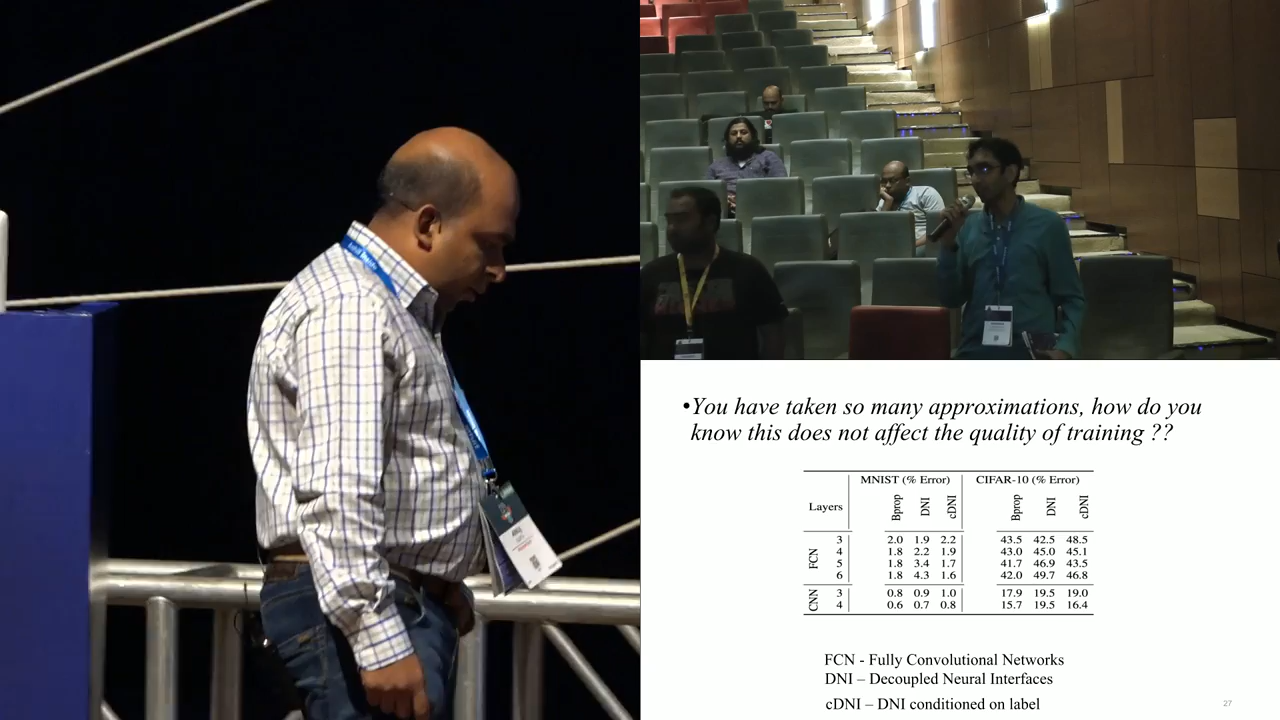 •You have taken so many approximations, how do you
know this does not affect the quality of training ??
MNIST (% Error) CIFAR-10 (% Error)
Layers Bprop DNI cDNI Bprop DNI cDNI
FCN
3 2.0 1.9 2.2 43.5 42.5 48.5
4 1.8 2.2 1.9 43.0 45.0 45.1
5 1.8 3.4 1.7 41.7 46.9 43.5
6 1.8 4.3 1.6 42.0 49.7 46.8
CNN
3 0.8 0.9 1.0 17.9 19.5 19.0
4 0.6 0.7 0.8 15.7 19.5 16.4
FCN - Fully Convolutional Networks
DNI – Decoupled Neural Interfaces
cDNI – DNI conditioned on label
27